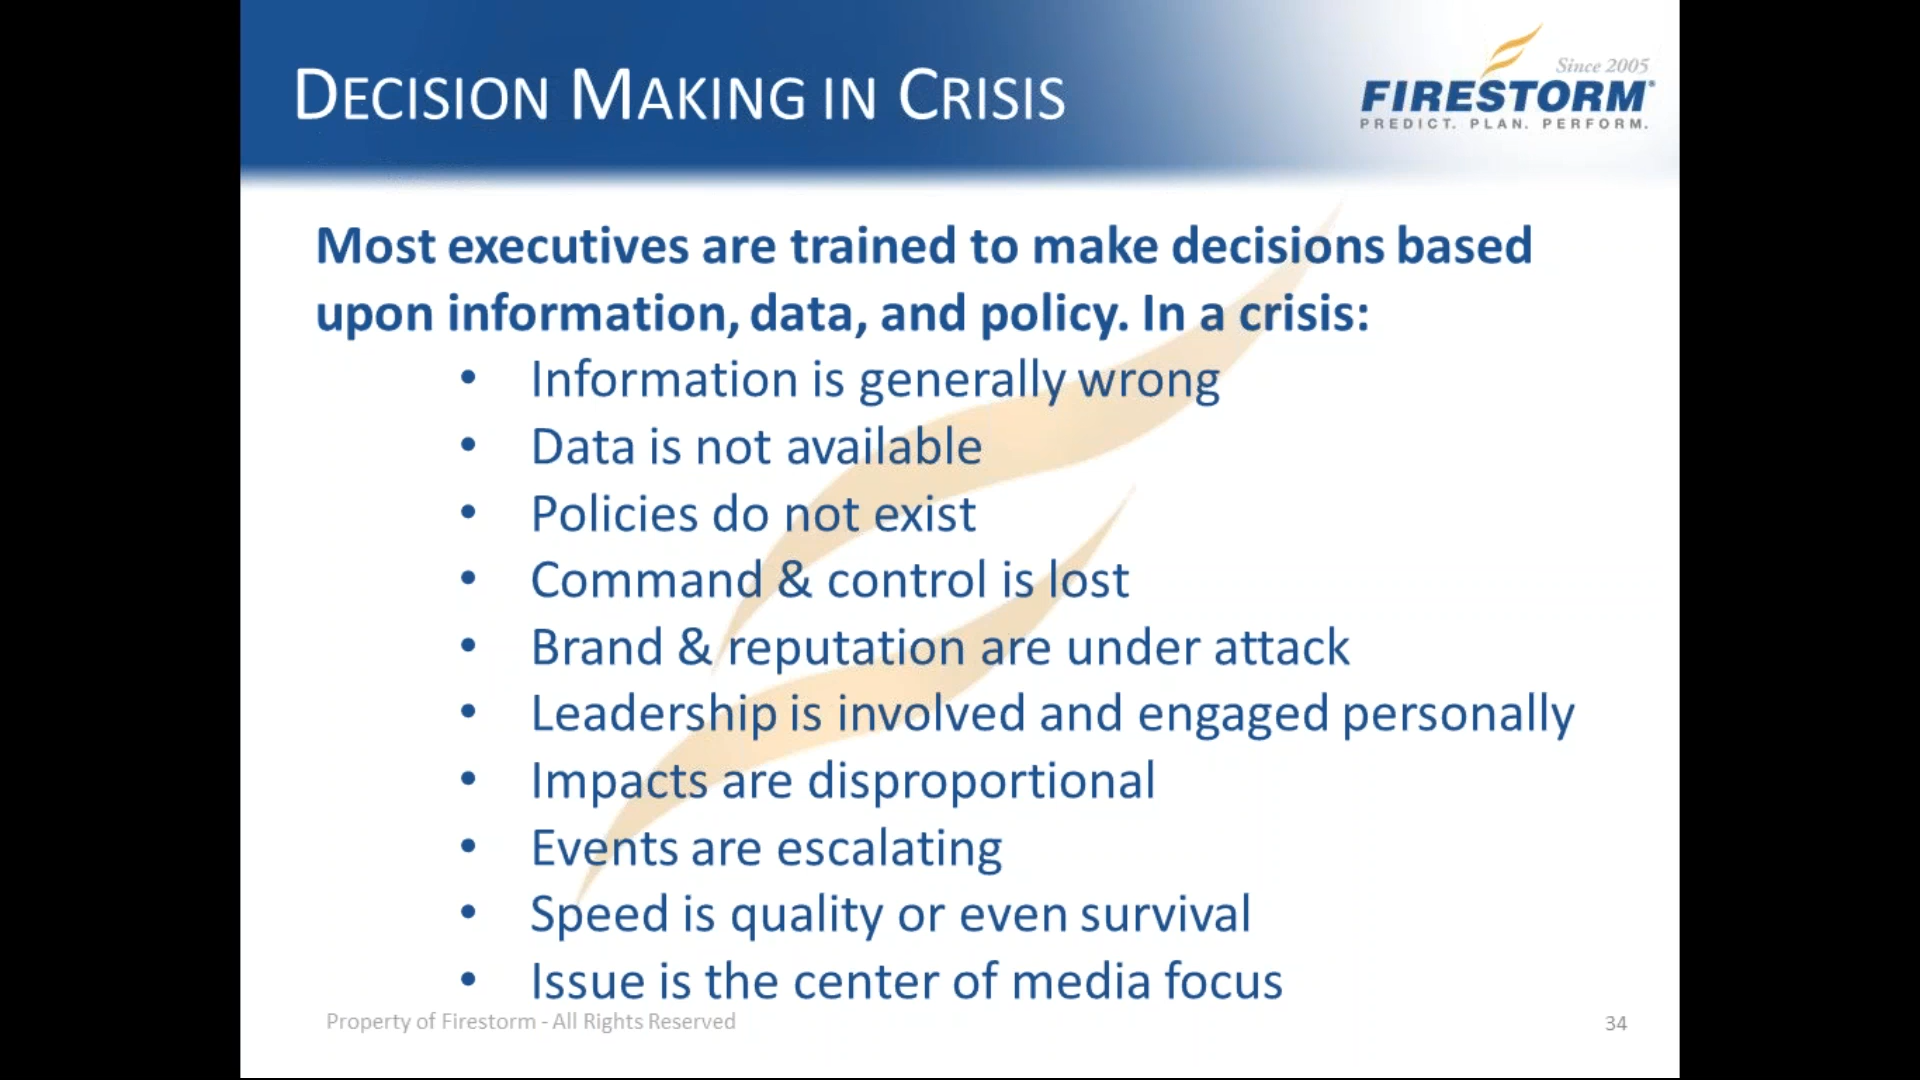 DECISION MAKING IN CRISIS
Since 2005
FIRESTORM®
PREDICT. PLAN. PERFORM.
Most executives are trained to make decisions based
upon information, data, and policy. In a crisis:
• Information is generally wrong
• Data is not available
• Policies do not exist
• Command & control is lost
• Brand & reputation are under attack
• Leadership is involved and engaged personally
• Impacts are disproportional
• Events are escalating
• Speed is quality or even survival
• Issue is the center of media focus
Property of Firestorm - All Rights Reserved
34